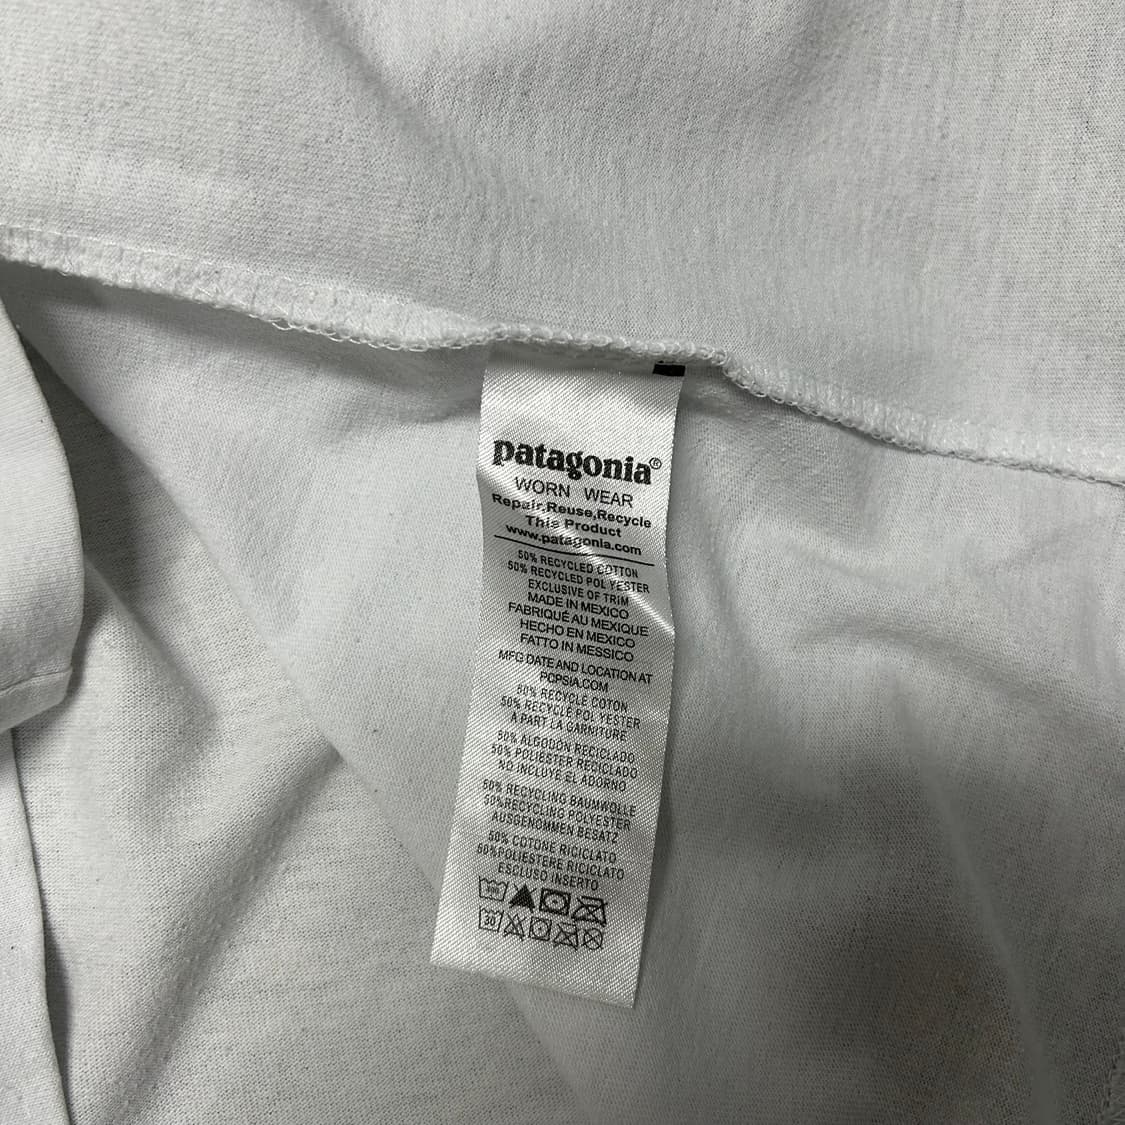 patagonia®
WORN WEAR
Repair,Reuse,Recycle
This Product
www.patagonia.com
50% RECYCLED COTTON
50% RECYCLED POLYESTER
EXCLUSIVE OF TRIM
MADE IN MEXICO
FABRIQUÉ AU MEXIQUE
HECHO EN MEXICO
FATTO IN MESSICO
MFG DATE AND LOCATION AT
PCPSIA.COM
50% RECYCLÉ COTON
50% RECYCLÉ POLYESTER
À PART LA GARNITURE
50% ALGODÓN RECICLADO
50% POLIÉSTER RECICLADO
NO INCLUYE EL ADORNO
50% RECYCLING BAUMWOLLE
50%RECYCLING POLYESTER
AUSGENOMMEN BESATZ
50% COTONE RICICLATO
50%POLIESTERE RICICLATO
ESCLUSO INSERTO
30